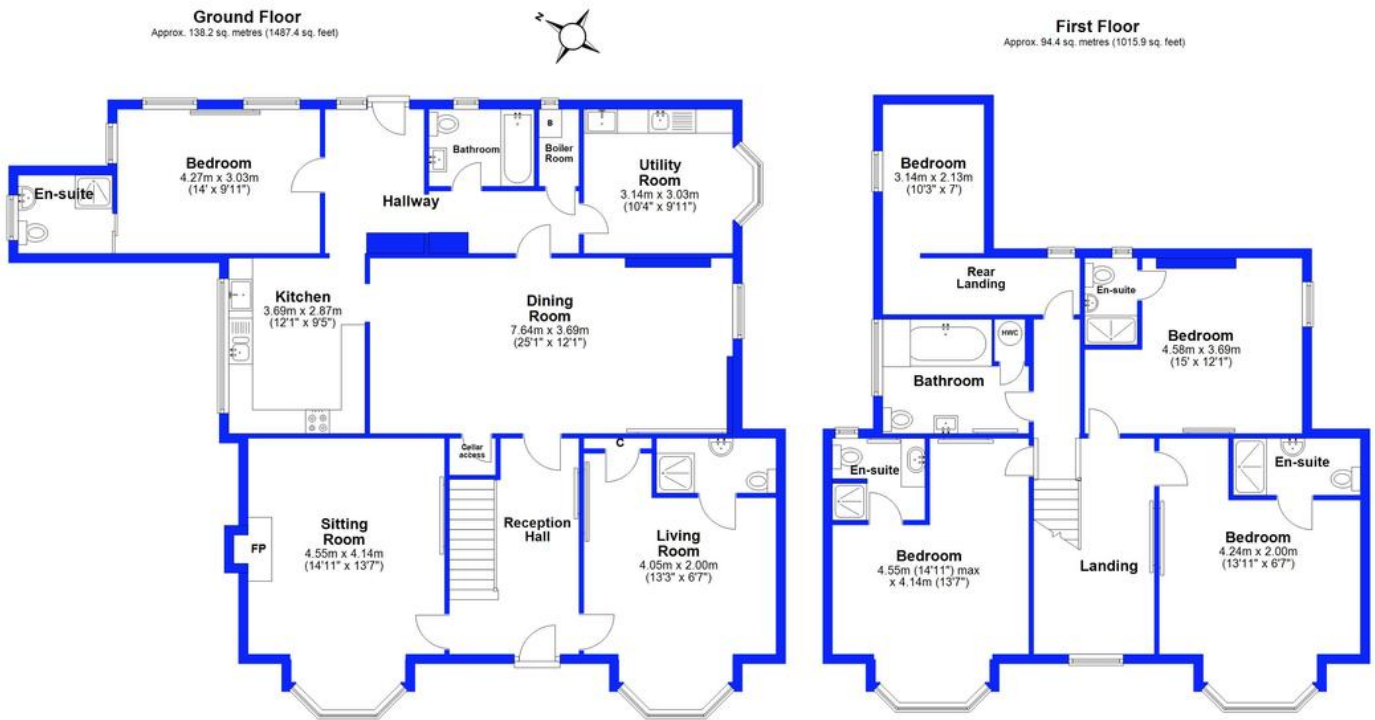 Ground Floor
Approx. 138.2 sq. metres (1487.4 sq. feet)
N
First Floor
Approx. 94.4 sq. metres (1015.9 sq. feet)
Bedroom
4.27m x 3.03m
(14' x 9'11")
En-suite
Hallway
Bathroom
B
Boiler
Room
Utility
Room
3.14m x 3.03m
(10'4" x 9'11")
Kitchen
3.69m x 2.87m
(12'1" x 9'5")
Dining
Room
7.64m x 3.69m
(25'1" x 12'1")
Cellar
access
C
FP
Sitting
Room
4.55m x 4.14m
(14'11" x 13'7")
Reception
Hall
Living
Room
4.05m x 2.00m
(13'3" x 6'7")
Bedroom
3.14m x 2.13m
(10'3" x 7')
Rear
Landing
En-suite
Bedroom
4.58m x 3.69m
(15' x 12'1")
HWC
Bathroom
En-suite
Bedroom
4.55m (14'11") max
x 4.14m (13'7")
Landing
En-suite
Bedroom
4.24m x 2.00m
(13'11" x 6'7")